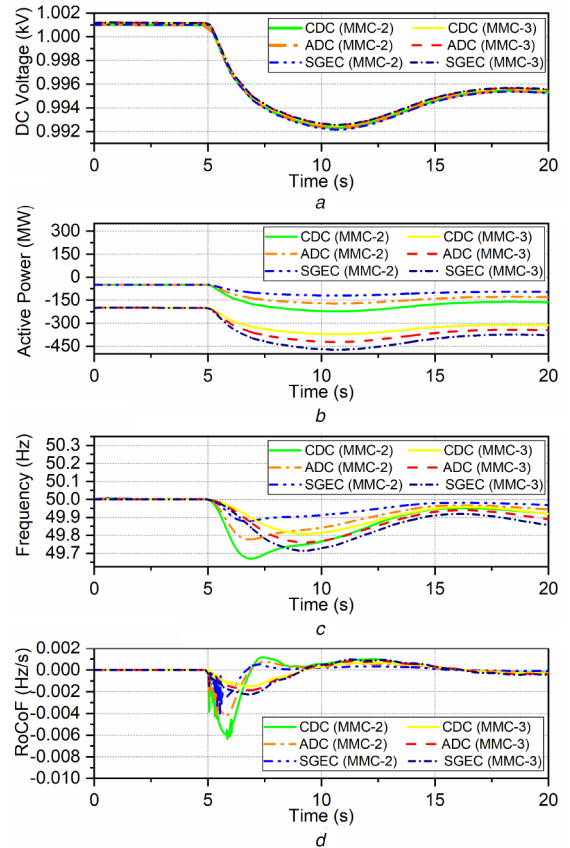 1.002
1.000
0.998
0.996
0.994
0.992
DC Voltage (kV)
CDC (MMC-2) CDC (MMC-3)
ADC (MMC-2) ADC (MMC-3)
SGEC (MMC-2) SGEC (MMC-3)
0 5 10 15 20
Time (s)
a
300
150
0
-150
-300
-450
Active Power (MW)
CDC (MMC-2) CDC (MMC-3)
ADC (MMC-2) ADC (MMC-3)
SGEC (MMC-2) SGEC (MMC-3)
0 5 10 15 20
Time (s)
b
50.3
50.2
50.1
50.0
49.9
49.8
49.7
Frequency (Hz)
CDC (MMC-2) CDC (MMC-3)
ADC (MMC-2) ADC (MMC-3)
SGEC (MMC-2) SGEC (MMC-3)
0 5 10 15 20
Time (s)
c
0.002
0.000
-0.002
-0.004
-0.006
-0.008
-0.010
RoCoF (Hz/s)
CDC (MMC-2) CDC (MMC-3)
ADC (MMC-2) ADC (MMC-3)
SGEC (MMC-2) SGEC (MMC-3)
0 5 10 15 20
Time (s)
d